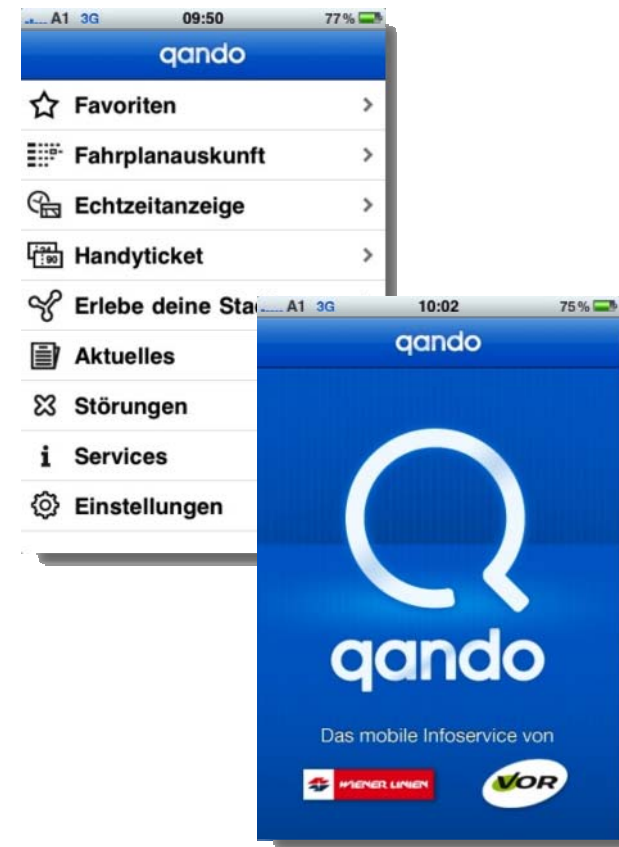 A1 3G 09:50 77%
qando
Favoriten
Fahrplanauskunft
Echtzeitanzeige
Handyticket
Erlebe deine Sta
Aktuelles
Störungen
Services
Einstellungen
A1 3G 10:02 75%
qando
qando
Das mobile Infoservice von
WIENER LINIEN VOR